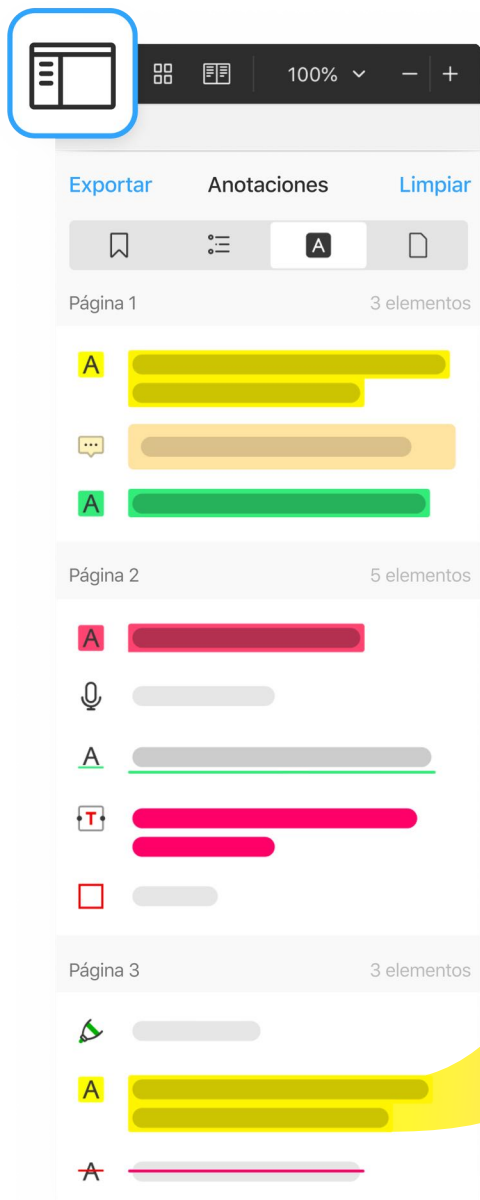 100%
Exportar Anotaciones Limpiar
A
Página 1 3 elementos
A
A
Página 2 5 elementos
A
A
T
Página 3 3 elementos
A
A